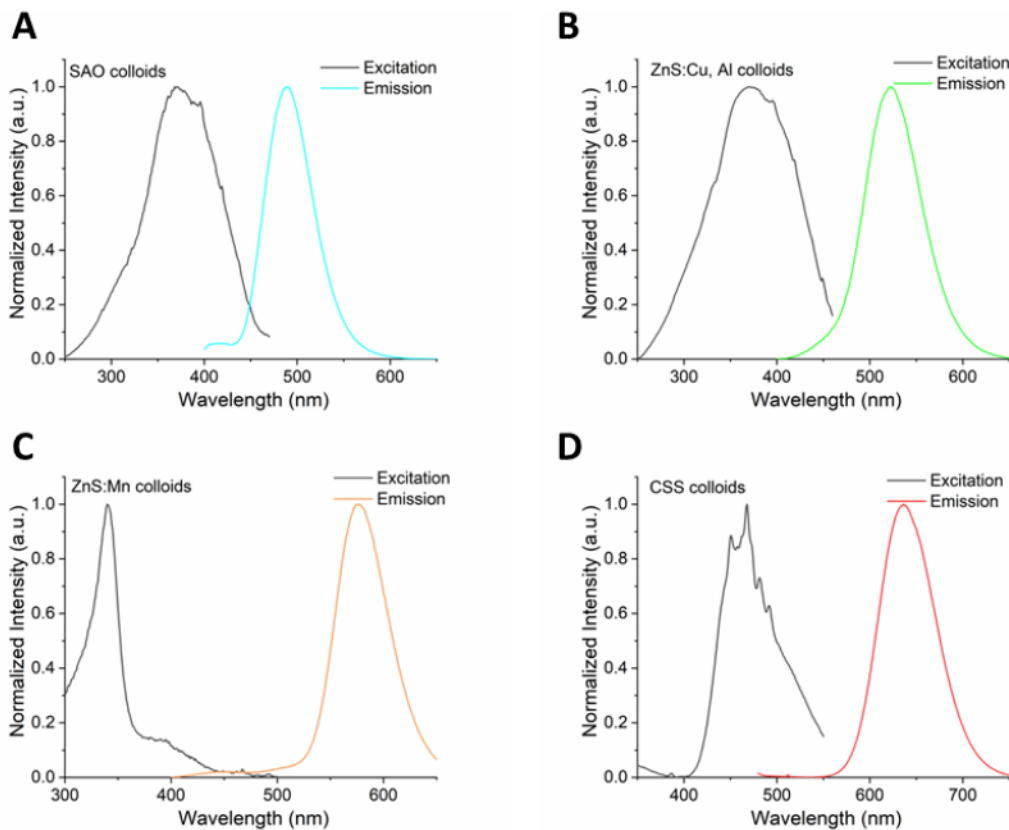 A
SAO colloids
Excitation
Emission
Normalized Intensity (a.u.)
1.0
0.8
0.6
0.4
0.2
0.0
300 400 500 600
Wavelength (nm)
B
ZnS:Cu, Al colloids
Excitation
Emission
Normalized Intensity (a.u.)
1.0
0.8
0.6
0.4
0.2
0.0
300 400 500 600
Wavelength (nm)
C
ZnS:Mn colloids
Excitation
Emission
Normalized Intensity (a.u.)
1.0
0.8
0.6
0.4
0.2
0.0
300 400 500 600
Wavelength (nm)
D
CSS colloids
Excitation
Emission
Normalized Intensity (a.u.)
1.0
0.8
0.6
0.4
0.2
0.0
400 500 600 700
Wavelength (nm)